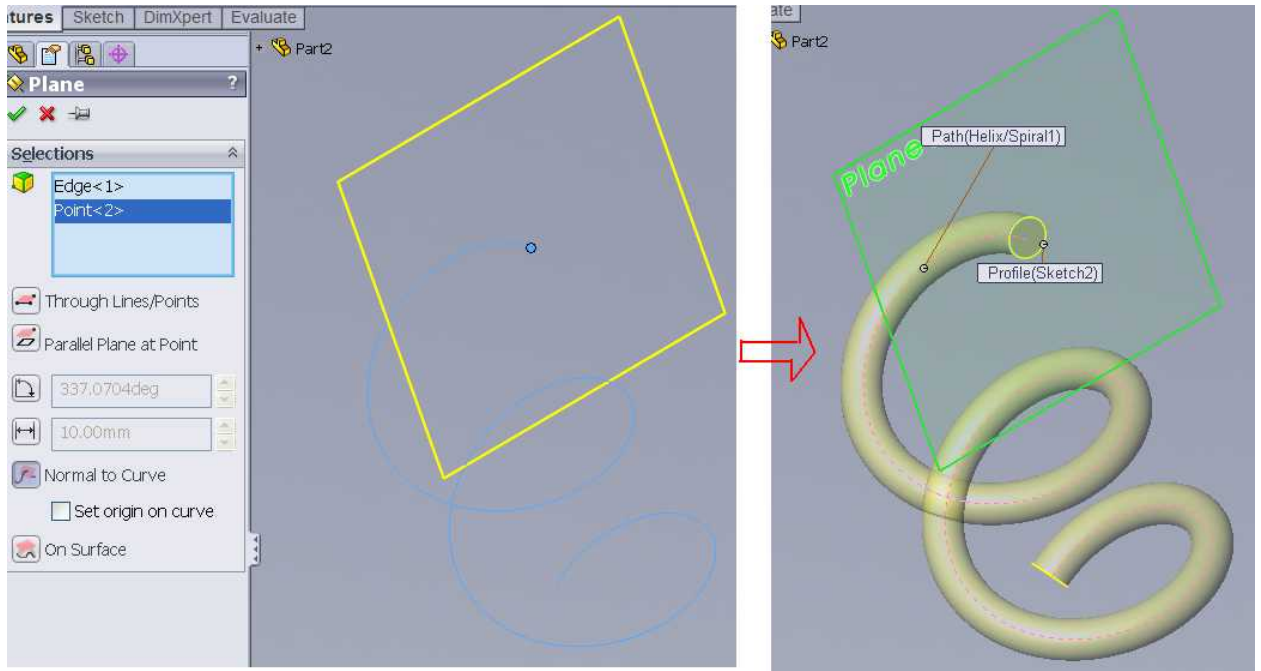 tures Sketch DimXpert Evaluate
Part2
Plane ?
Selections
Edge<1>
Point<2>
Through Lines/Points
Parallel Plane at Point
337.0704deg
10.00mm
Normal to Curve
Set origin on curve
On Surface
ate
Part2
Path(Helix/Spiral1)
Plane
Profile(Sketch2)